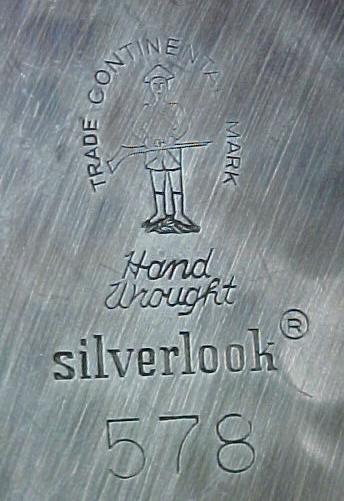 TRADE CONTINENTAL MARK
Hand
Wrought
silverlook®
578